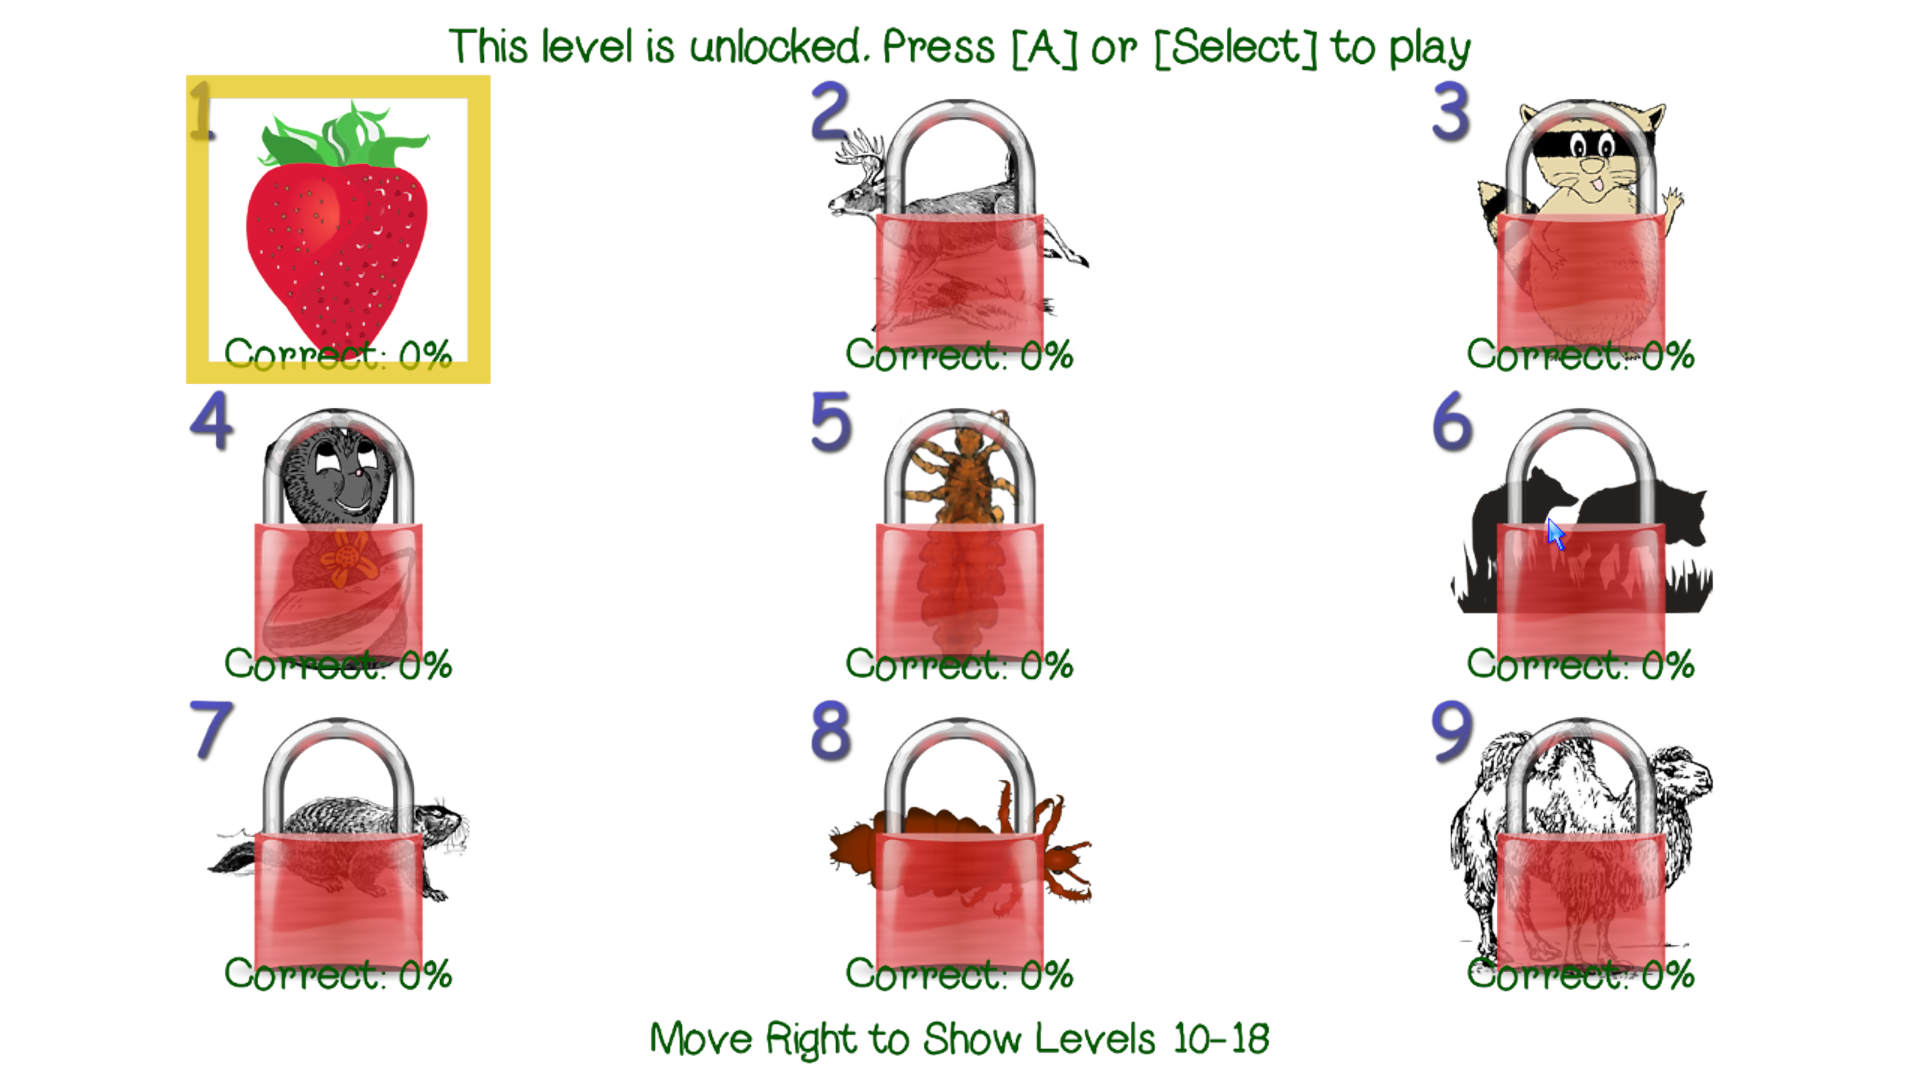 This level is unlocked. Press [A] or [Select] to play
1
2
3
Correct: 0%
Correct: 0%
Correct: 0%
4
5
6
Correct: 0%
Correct: 0%
Correct: 0%
7
8
9
Correct: 0%
Correct: 0%
Correct: 0%
Move Right to Show Levels 10-18